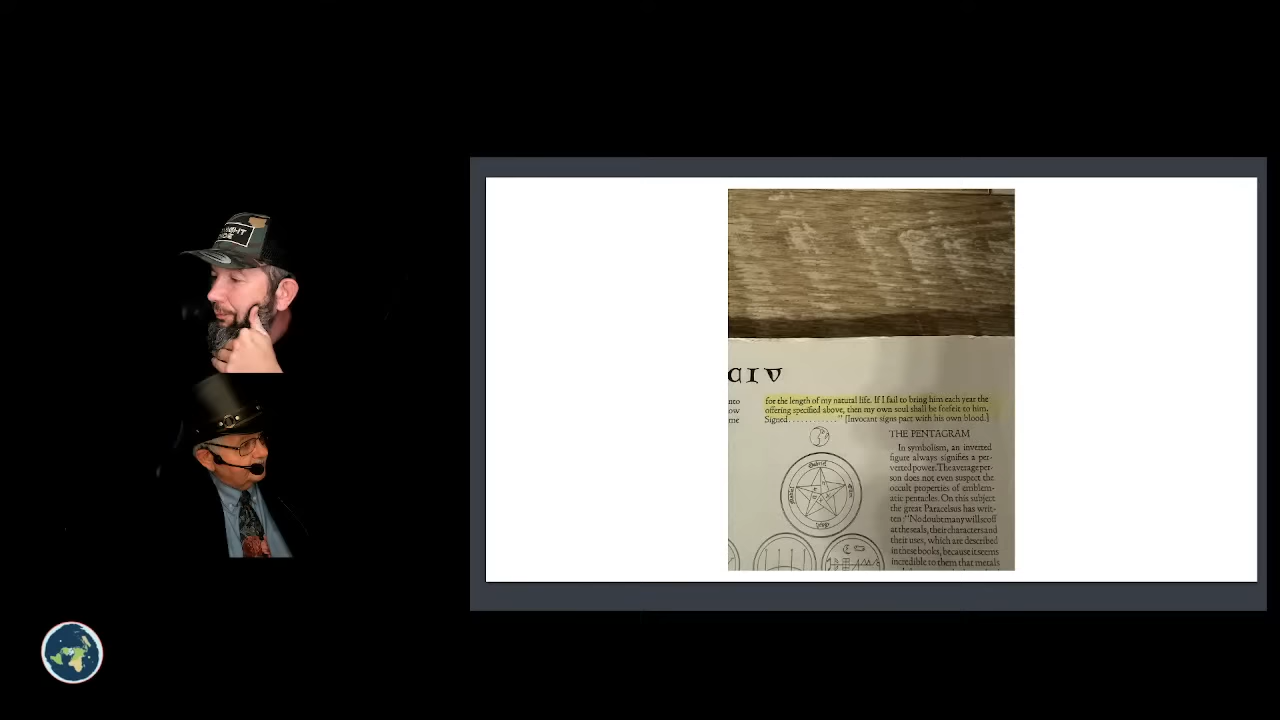 CIV
nto
ow
me
for the length of my natural life. If I fail to bring him each year the
offering specified above, then my own soul shall be forfeit to him.
Signed . . . . . . . . . . ." [Invocant signs pact with his own blood.]
THE PENTAGRAM
In symbolism, an inverted
figure always signifies a per-
verted power. The average per-
son does not even suspect the
occult properties of emblem-
atic pentacles. On this subject
the great Paracelsus has writ-
ten: "No doubt many will scoff
at the seals, their characters and
their uses, which are described
in these books, because it seems
incredible to them that metals